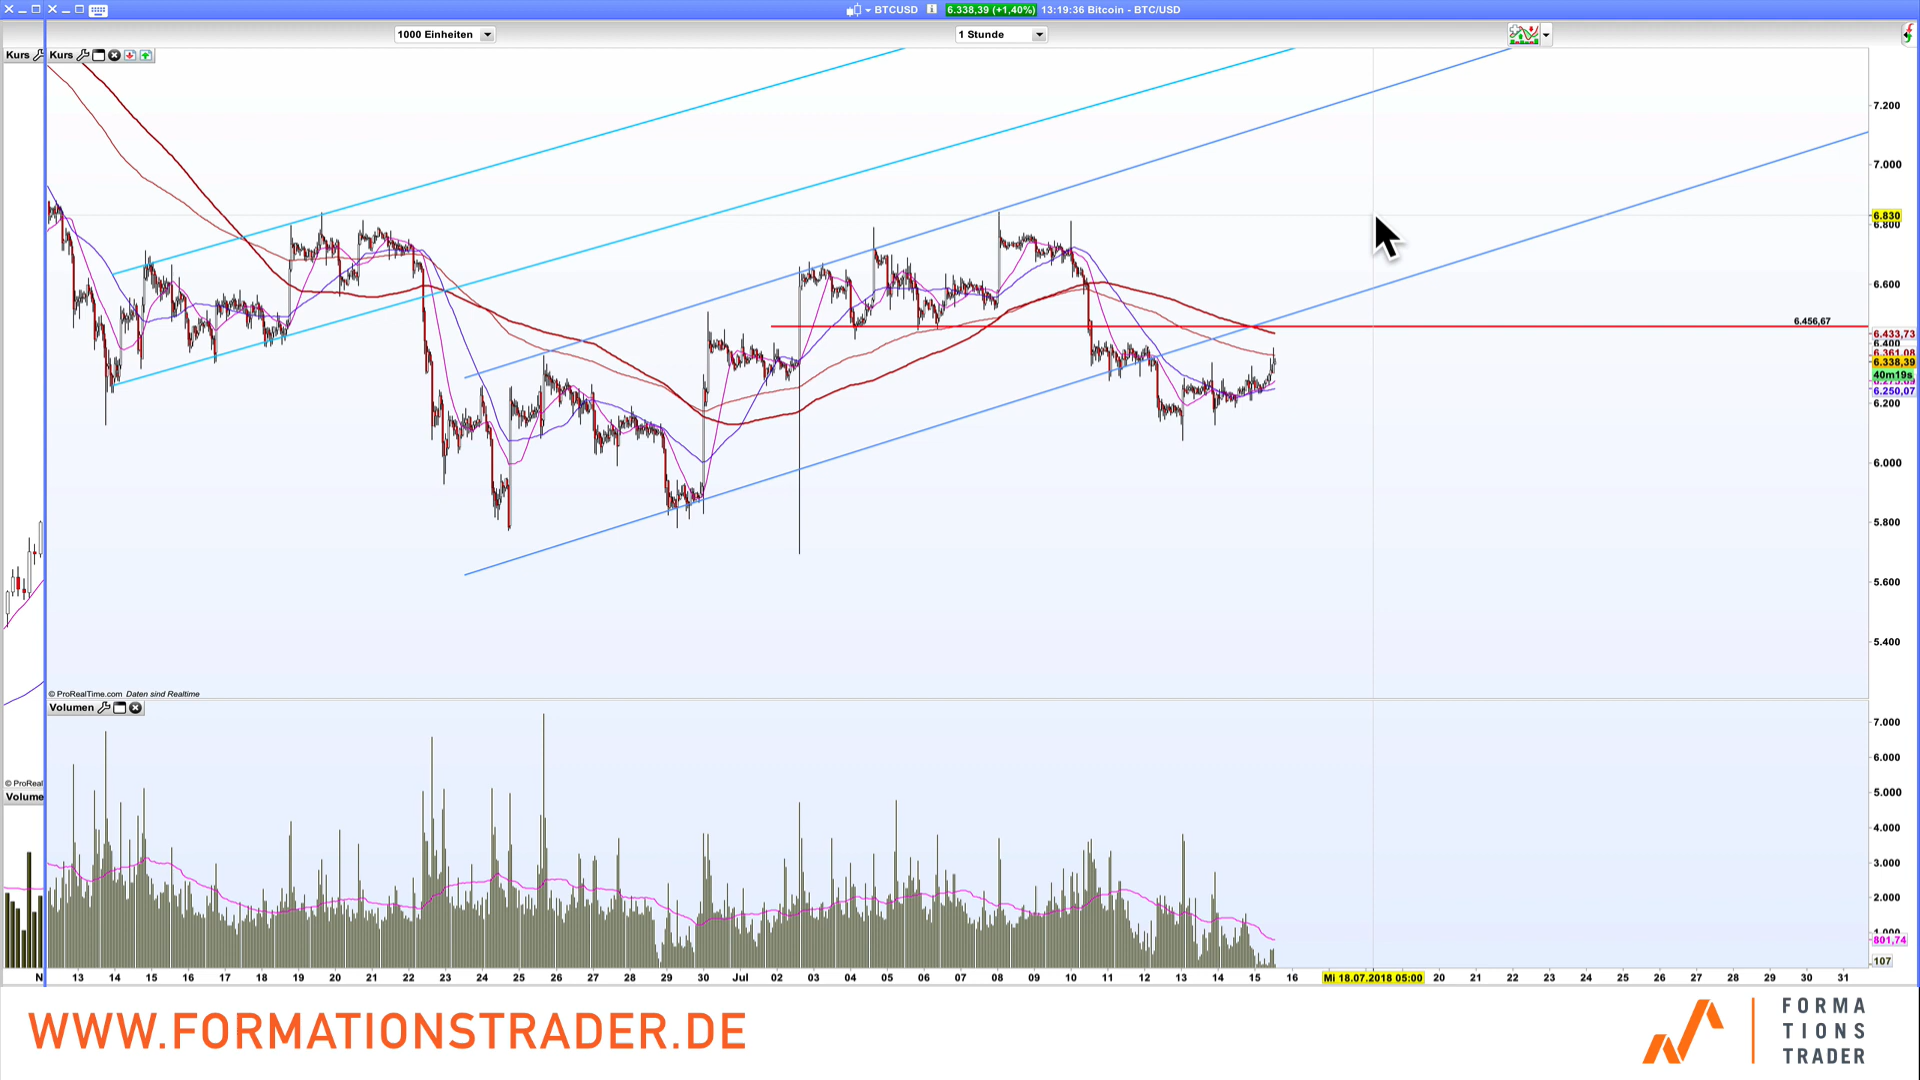 BTCUSD 6.338,39 (+1,40%) 13:19:36 Bitcoin - BTC/USD
1000 Einheiten
1 Stunde
Kurs
Kurs
7.200
7.000
6.830
6.800
6.600
6.456,67
6.433,73
6.400
6.361,08
6.338,39
40m19s
6.250,07
6.200
6.000
5.800
5.600
5.400
© ProRealTime.com Daten sind Realtime
Volumen
7.000
6.000
5.000
4.000
3.000
2.000
1.000
801,74
107
© ProReal
Volume
N 13 14 15 16 17 18 19 20 21 22 23 24 25 26 27 28 29 30 Jul 02 03 04 05 06 07 08 09 10 11 12 13 14 15 16 Mi 18.07.2018 05:00 20 21 22 23 24 25 26 27 28 29 30 31
WWW.FORMATIONSTRADER.DE
FORMA
TIONS
TRADER